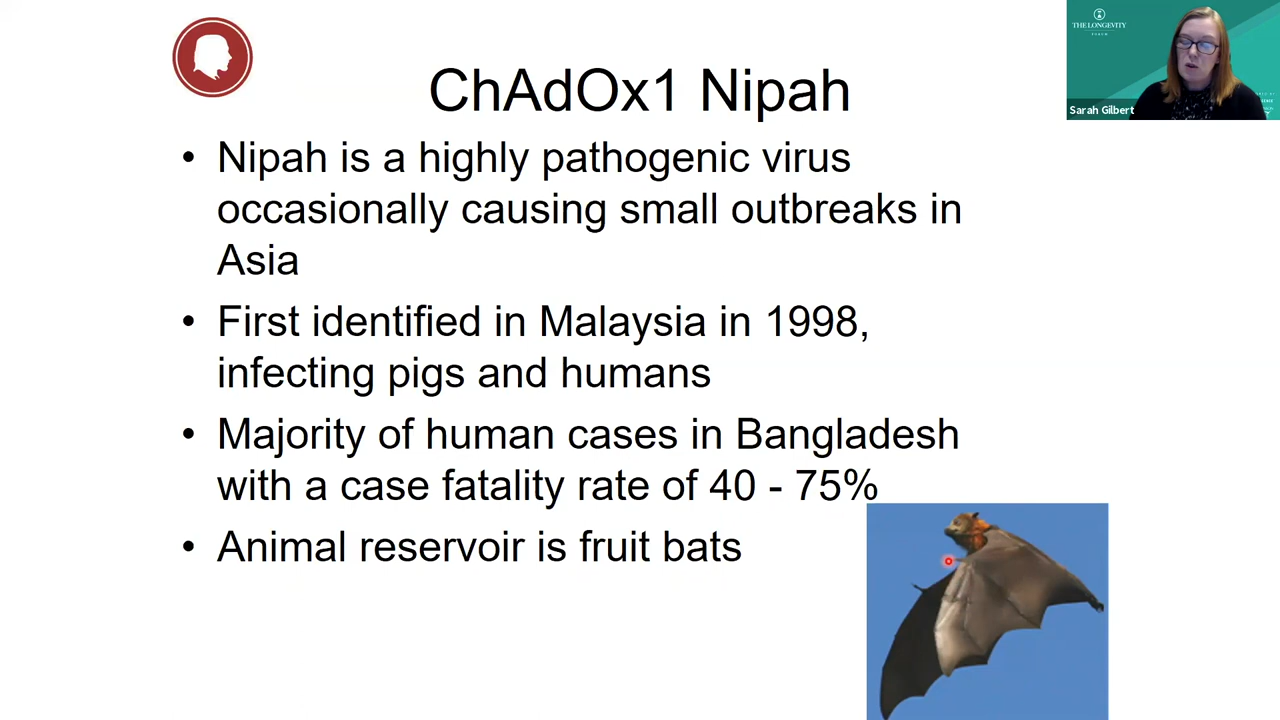 ChAdOx1 Nipah
• Nipah is a highly pathogenic virus
occasionally causing small outbreaks in
Asia
• First identified in Malaysia in 1998,
infecting pigs and humans
• Majority of human cases in Bangladesh
with a case fatality rate of 40 - 75%
• Animal reservoir is fruit bats
THE LONGEVITY
FORUM
Sarah Gilbert